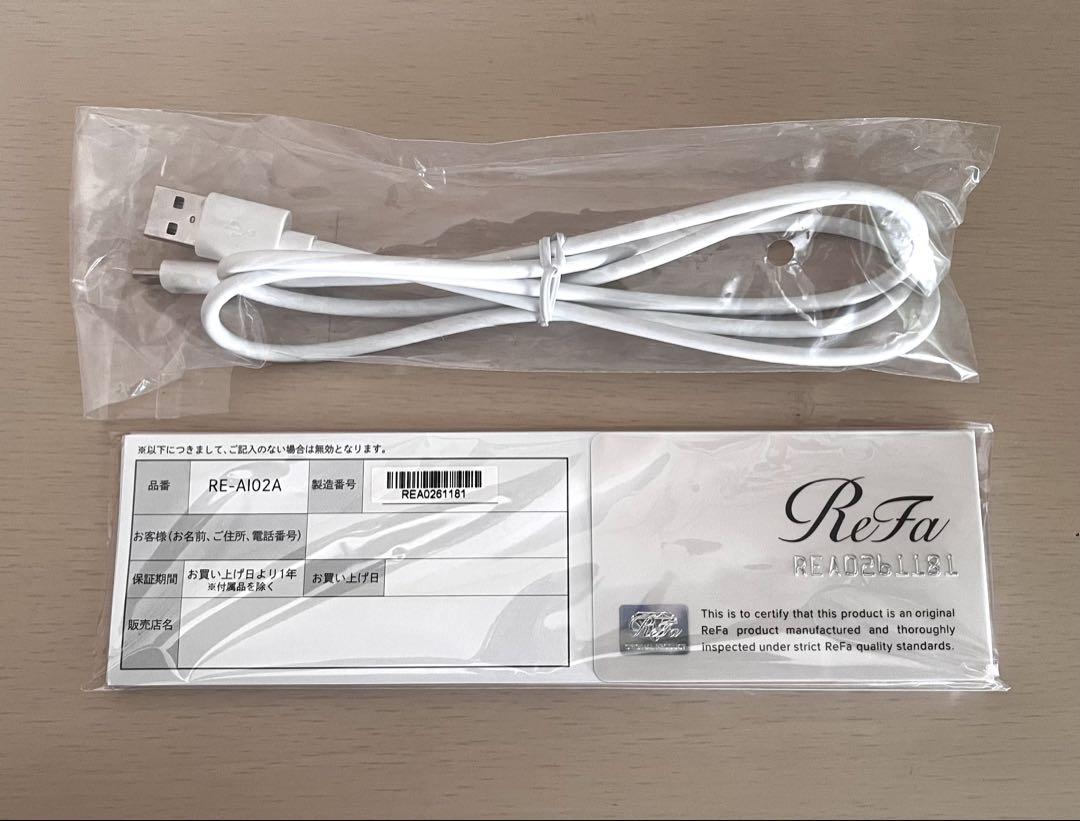 ※以下につきまして、ご記入のない場合は無効となります。
品番
RE-AI02A
製造番号
REA0261181
お客様(お名前、ご住所、電話番号)
保証期間
お買い上げ日より1年
※付属品を除く
お買い上げ日
販売店名
ReFa
REA0261181
ReFa
This is to certify that this product is an original
ReFa product manufactured and thoroughly
inspected under strict ReFa quality standards.